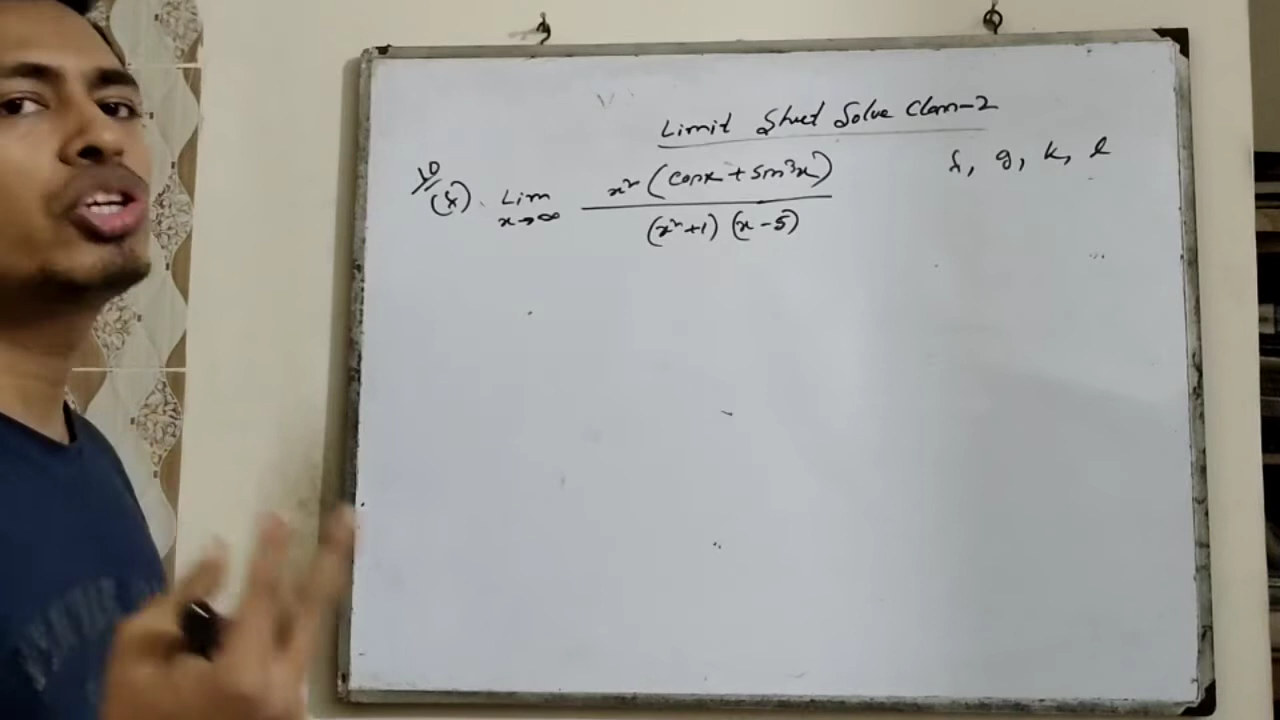 Limit Sheet Solve Class-2
10/(x). Lim x→∞ x² (cosx + sin³x) / (x²+1) (x-5)
g, k, l